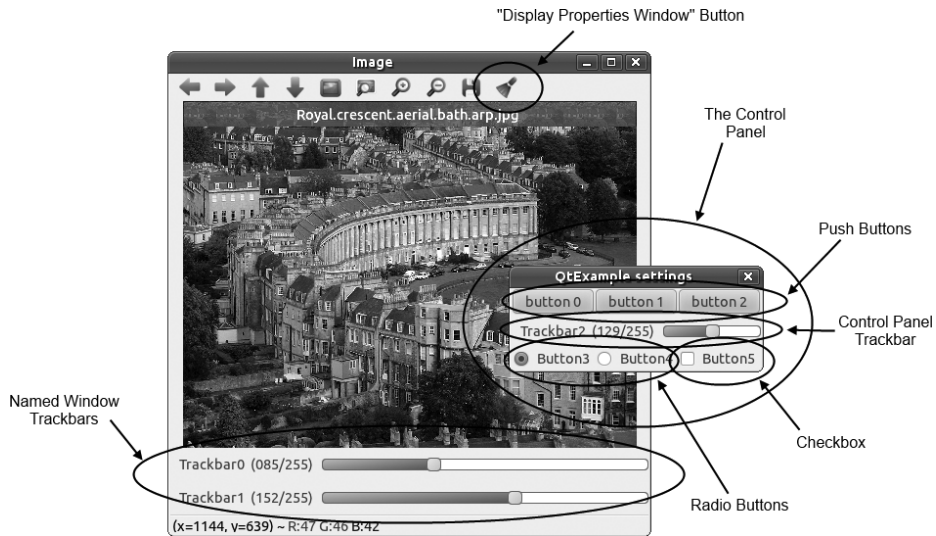 "Display Properties Window" Button
Image
Royal.crescent.aerial.bath.arp.jpg
The Control
Panel
Push Buttons
QtExample settings
button 0 button 1 button 2
Trackbar2 (129/255)
Control Panel
Trackbar
Button3 Button4 Button5
Named Window
Trackbars
Checkbox
Trackbar0 (085/255)
Trackbar1 (152/255)
Radio Buttons
(x=1144, y=639) ~ R:47 G:46 B:42